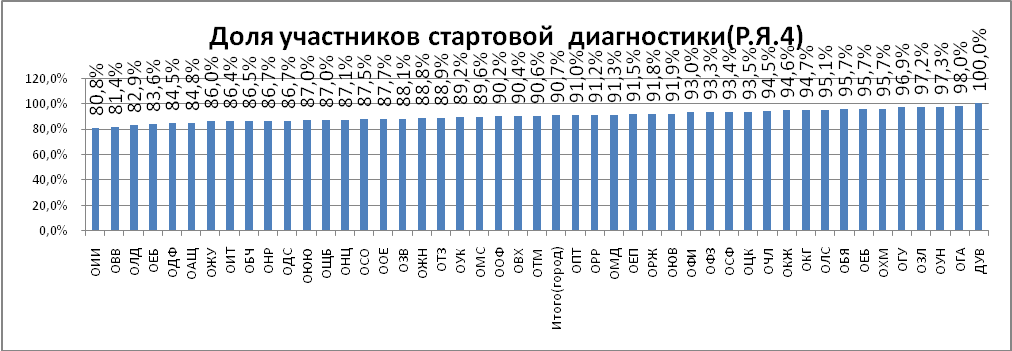 Доля участников стартовой диагностики(Р.Я.4)
80,8% 81,4% 82,9% 83,6% 84,5% 84,8% 86,0% 86,4% 86,5% 86,7% 86,7% 87,0% 87,0% 87,1% 87,5% 87,7% 88,1% 88,8% 88,9% 89,2% 89,6% 90,2% 90,4% 90,6% 90,7% 91,0% 91,2% 91,3% 91,5% 91,8% 91,9% 93,0% 93,3% 93,4% 93,5% 94,5% 94,6% 94,7% 95,1% 95,7% 95,7% 95,7% 96,9% 97,2% 97,3% 98,0% 100,0%
120,0%
100,0%
80,0%
60,0%
40,0%
20,0%
0,0%
ОИИ ОВВ ОЛД ОЕБ ОДФ ОАЩ ОЖУ ОИТ ОБЧ ОНР ОДС ОЮЮ ОШБ ОНЦ ОСО ООЕ ОЗВ ОЖН ОТЗ ОУК ОМС ООФ ОВХ ОТМ Итого(город) ОПТ ОРР ОМД ОЕП ОРЖ ОЮВ ОФИ ОФЗ ОСФ ОЦК ОЧЛ ОКЖ ОКГ ОЛС ОБЯ ОЕБ ОХМ ОГУ ОЗЛ ОУН ОГА ДУВ